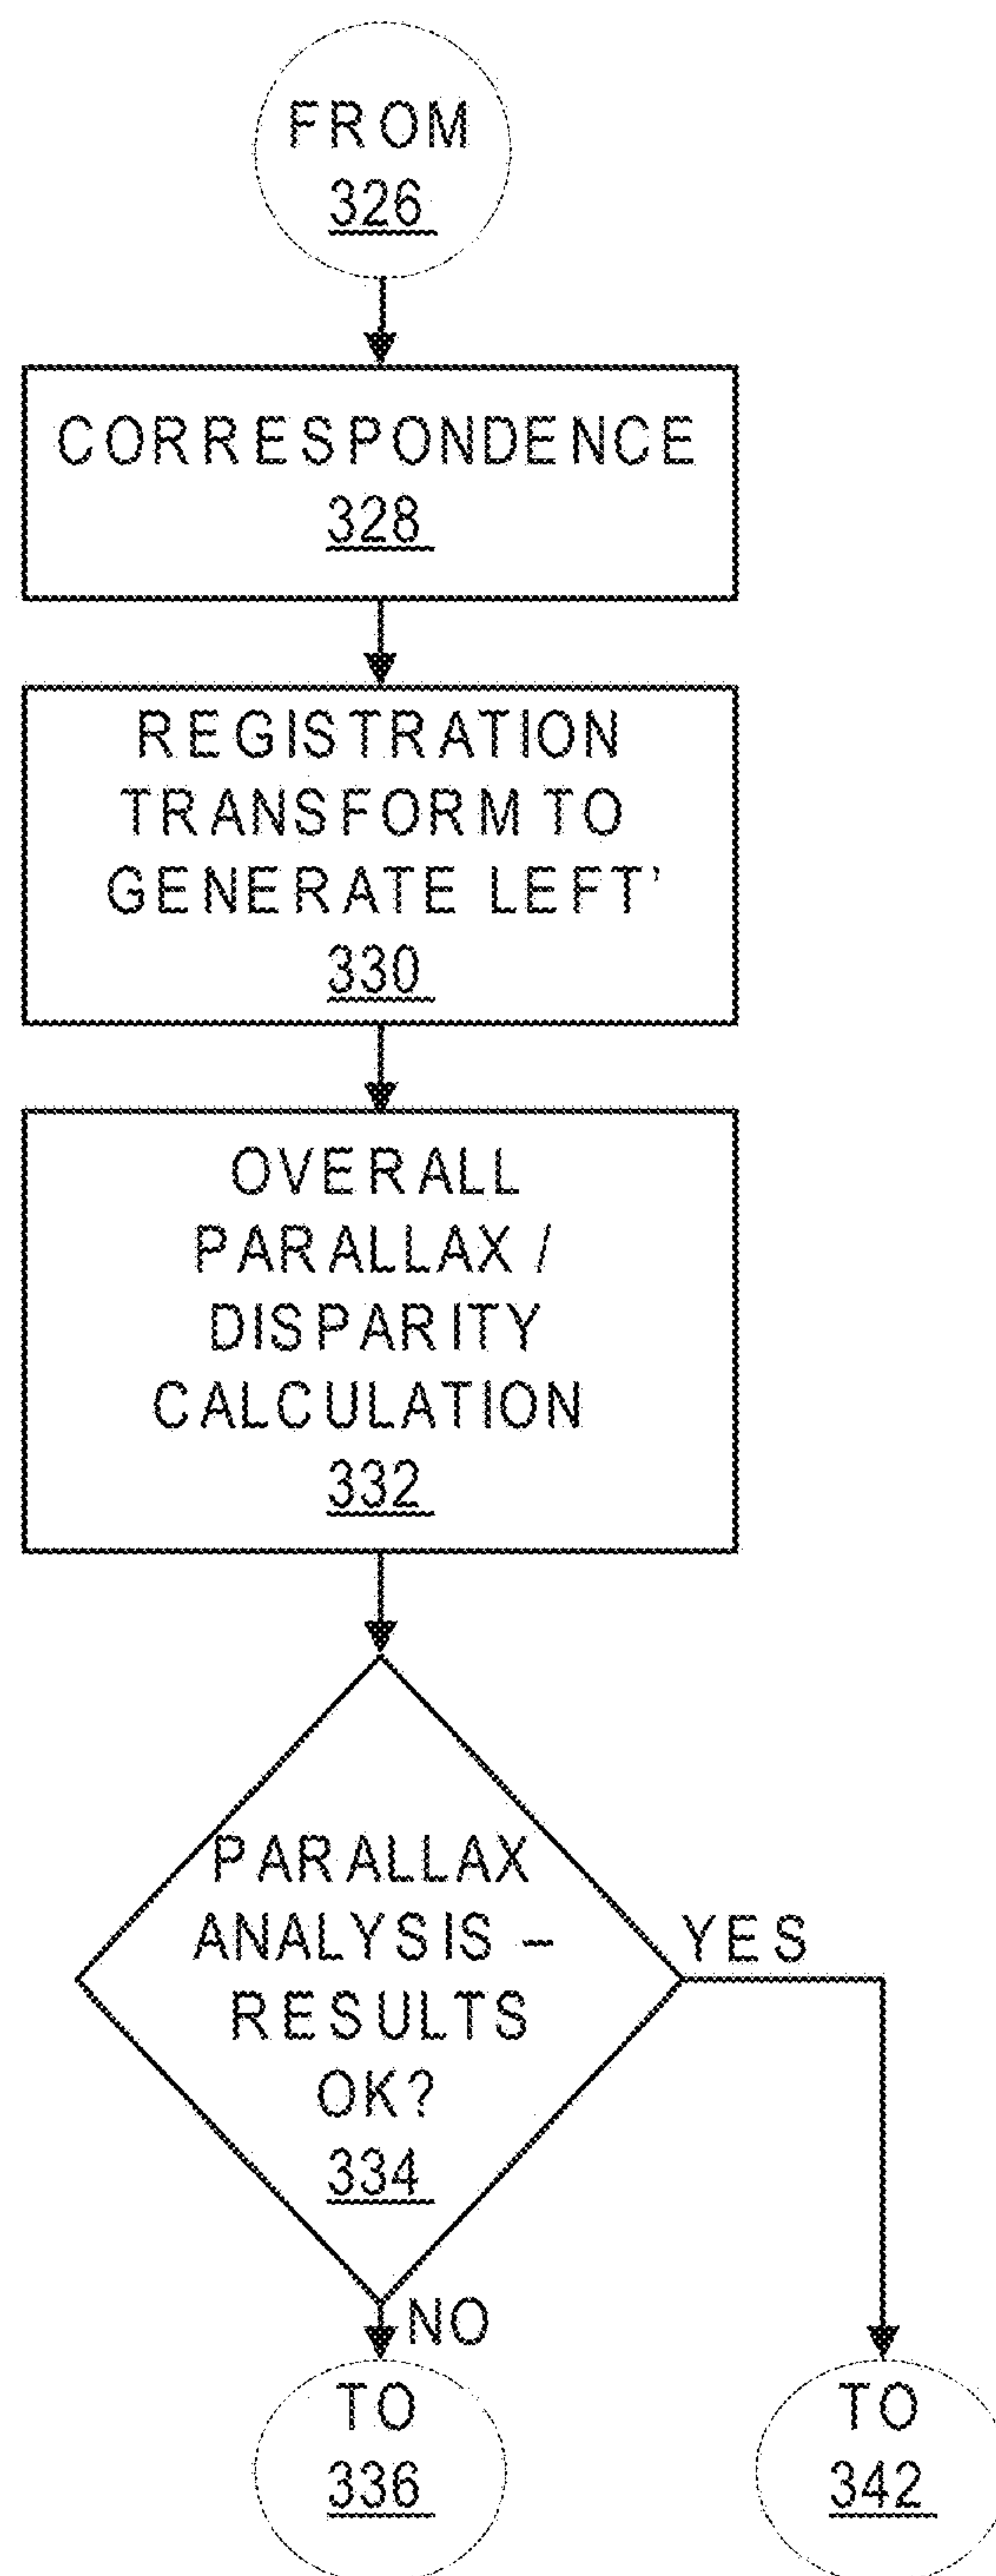 FROM
326
CORRESPONDENCE
328
REGISTRATION
TRANSFORM TO
GENERATE LEFT'
330
OVERALL
PARALLAX /
DISPARITY
CALCULATION
332
PARALLAX
ANALYSIS –
RESULTS
OK?
334
YES
NO
TO
336
TO
342